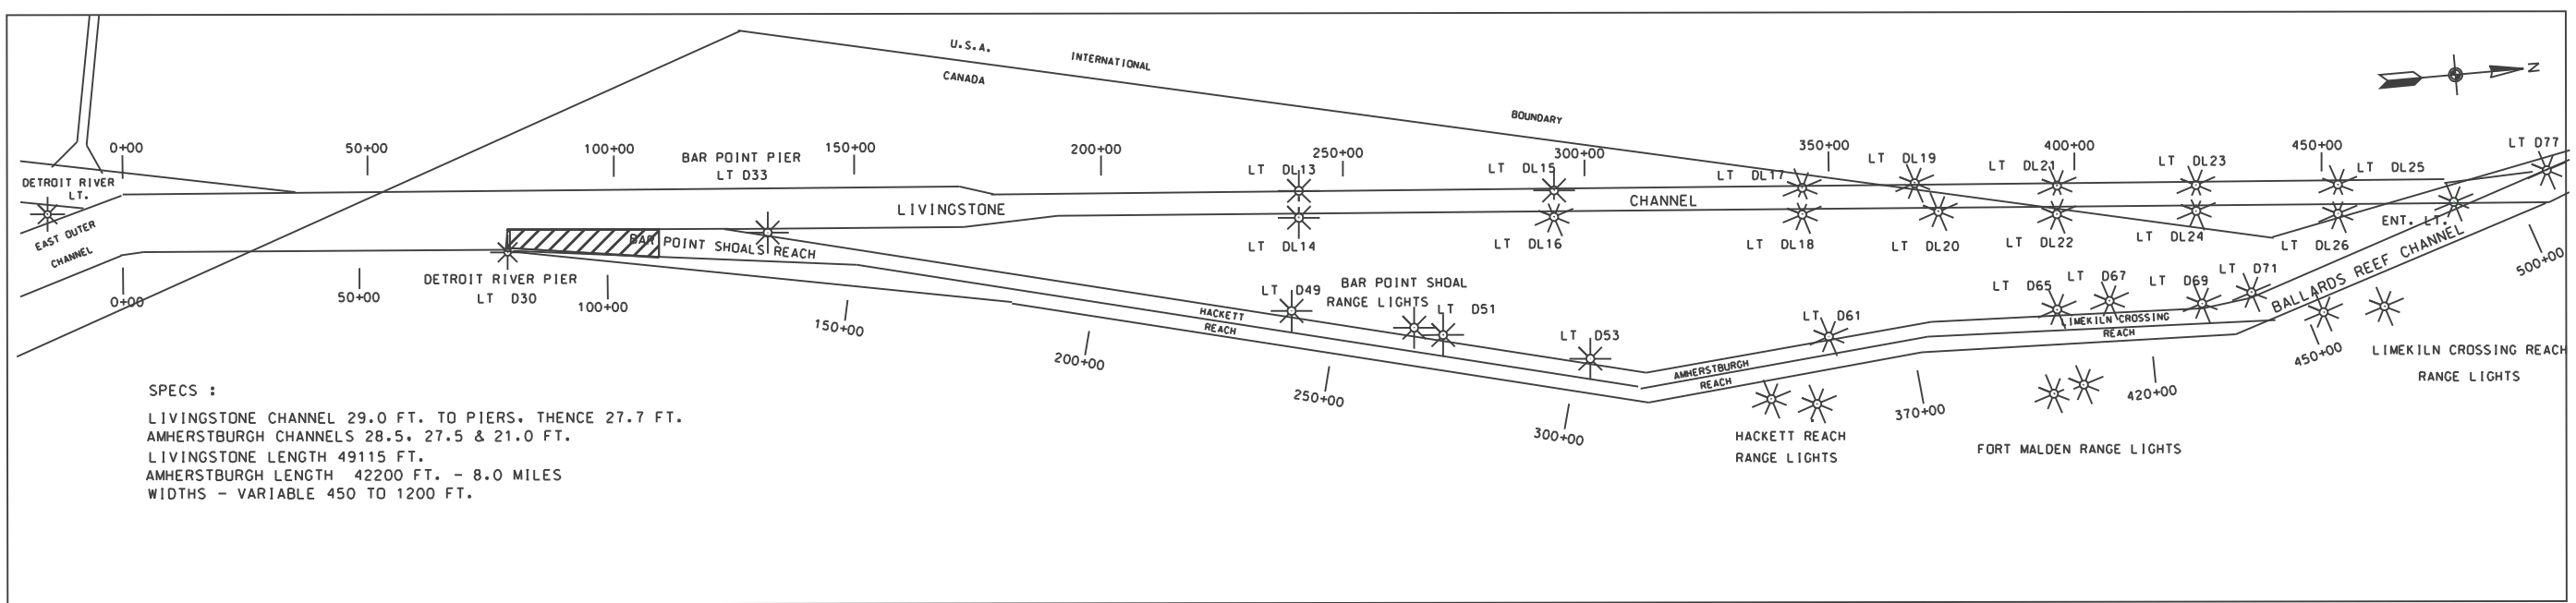 U.S.A.
INTERNATIONAL
CANADA
BOUNDARY
N
0+00
50+00
100+00
150+00
200+00
250+00
300+00
350+00
400+00
450+00
BAR POINT PIER
LT D33
LT DL13
LT DL15
LT DL17
LT DL19
LT DL21
LT DL23
LT DL25
LT D77
DETROIT RIVER
LT.
EAST OUTER
CHANNEL
LIVINGSTONE
CHANNEL
BAR POINT SHOALS REACH
LT DL14
LT DL16
LT DL18
LT DL20
LT DL22
LT DL24
LT DL26
ENT. LT.
BALLARDS REEF CHANNEL
500+00
0+00
50+00
DETROIT RIVER PIER
LT D30
100+00
150+00
200+00
250+00
300+00
370+00
420+00
450+00
HACKETT
REACH
LT D49
BAR POINT SHOAL
RANGE LIGHTS
LT D51
LT D53
LT D61
LT D65
LT D67
LT D69
LT D71
AMHERSTBURGH
REACH
LIMEKILN CROSSING
REACH
HACKETT REACH
RANGE LIGHTS
FORT MALDEN RANGE LIGHTS
LIMEKILN CROSSING REACH
RANGE LIGHTS
SPECS :
LIVINGSTONE CHANNEL 29.0 FT. TO PIERS, THENCE 27.7 FT.
AMHERSTBURGH CHANNELS 28.5, 27.5 & 21.0 FT.
LIVINGSTONE LENGTH 49115 FT.
AMHERSTBURGH LENGTH 42200 FT. - 8.0 MILES
WIDTHS - VARIABLE 450 TO 1200 FT.